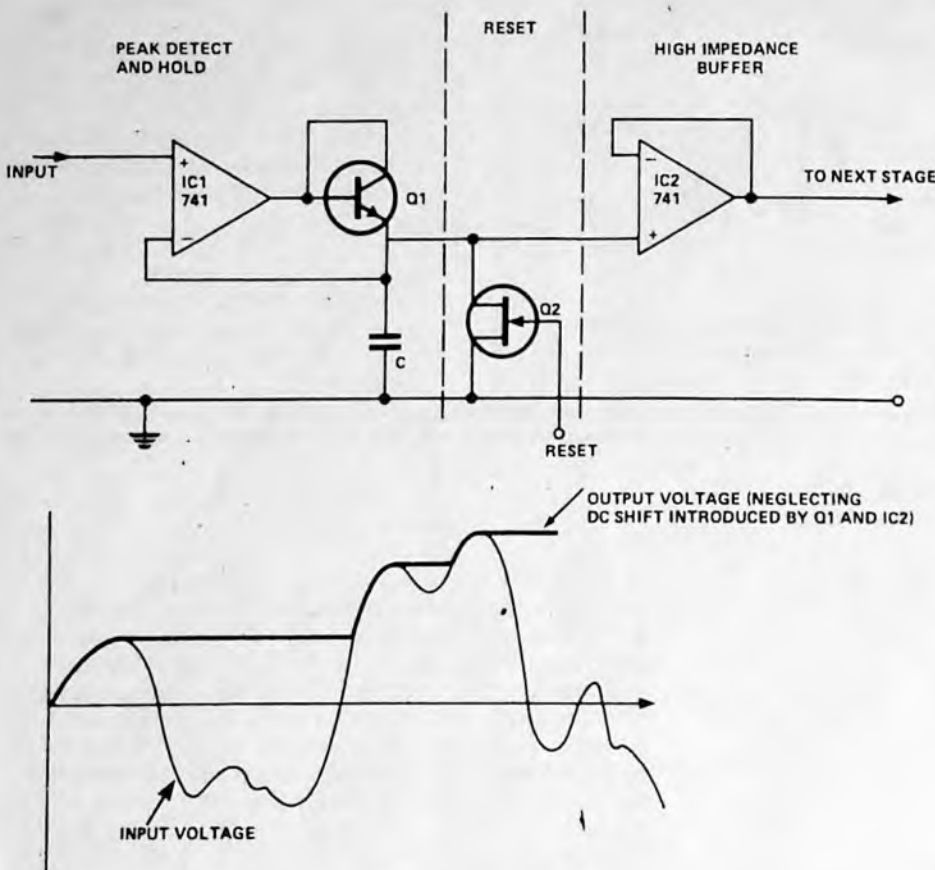 PEAK DETECT
AND HOLD
RESET
HIGH IMPEDANCE
BUFFER
INPUT
+
IC1
741
−
Q1
C
Q2
RESET
−
IC2
741
+
TO NEXT STAGE
OUTPUT VOLTAGE (NEGLECTING
DC SHIFT INTRODUCED BY Q1 AND IC2)
INPUT VOLTAGE